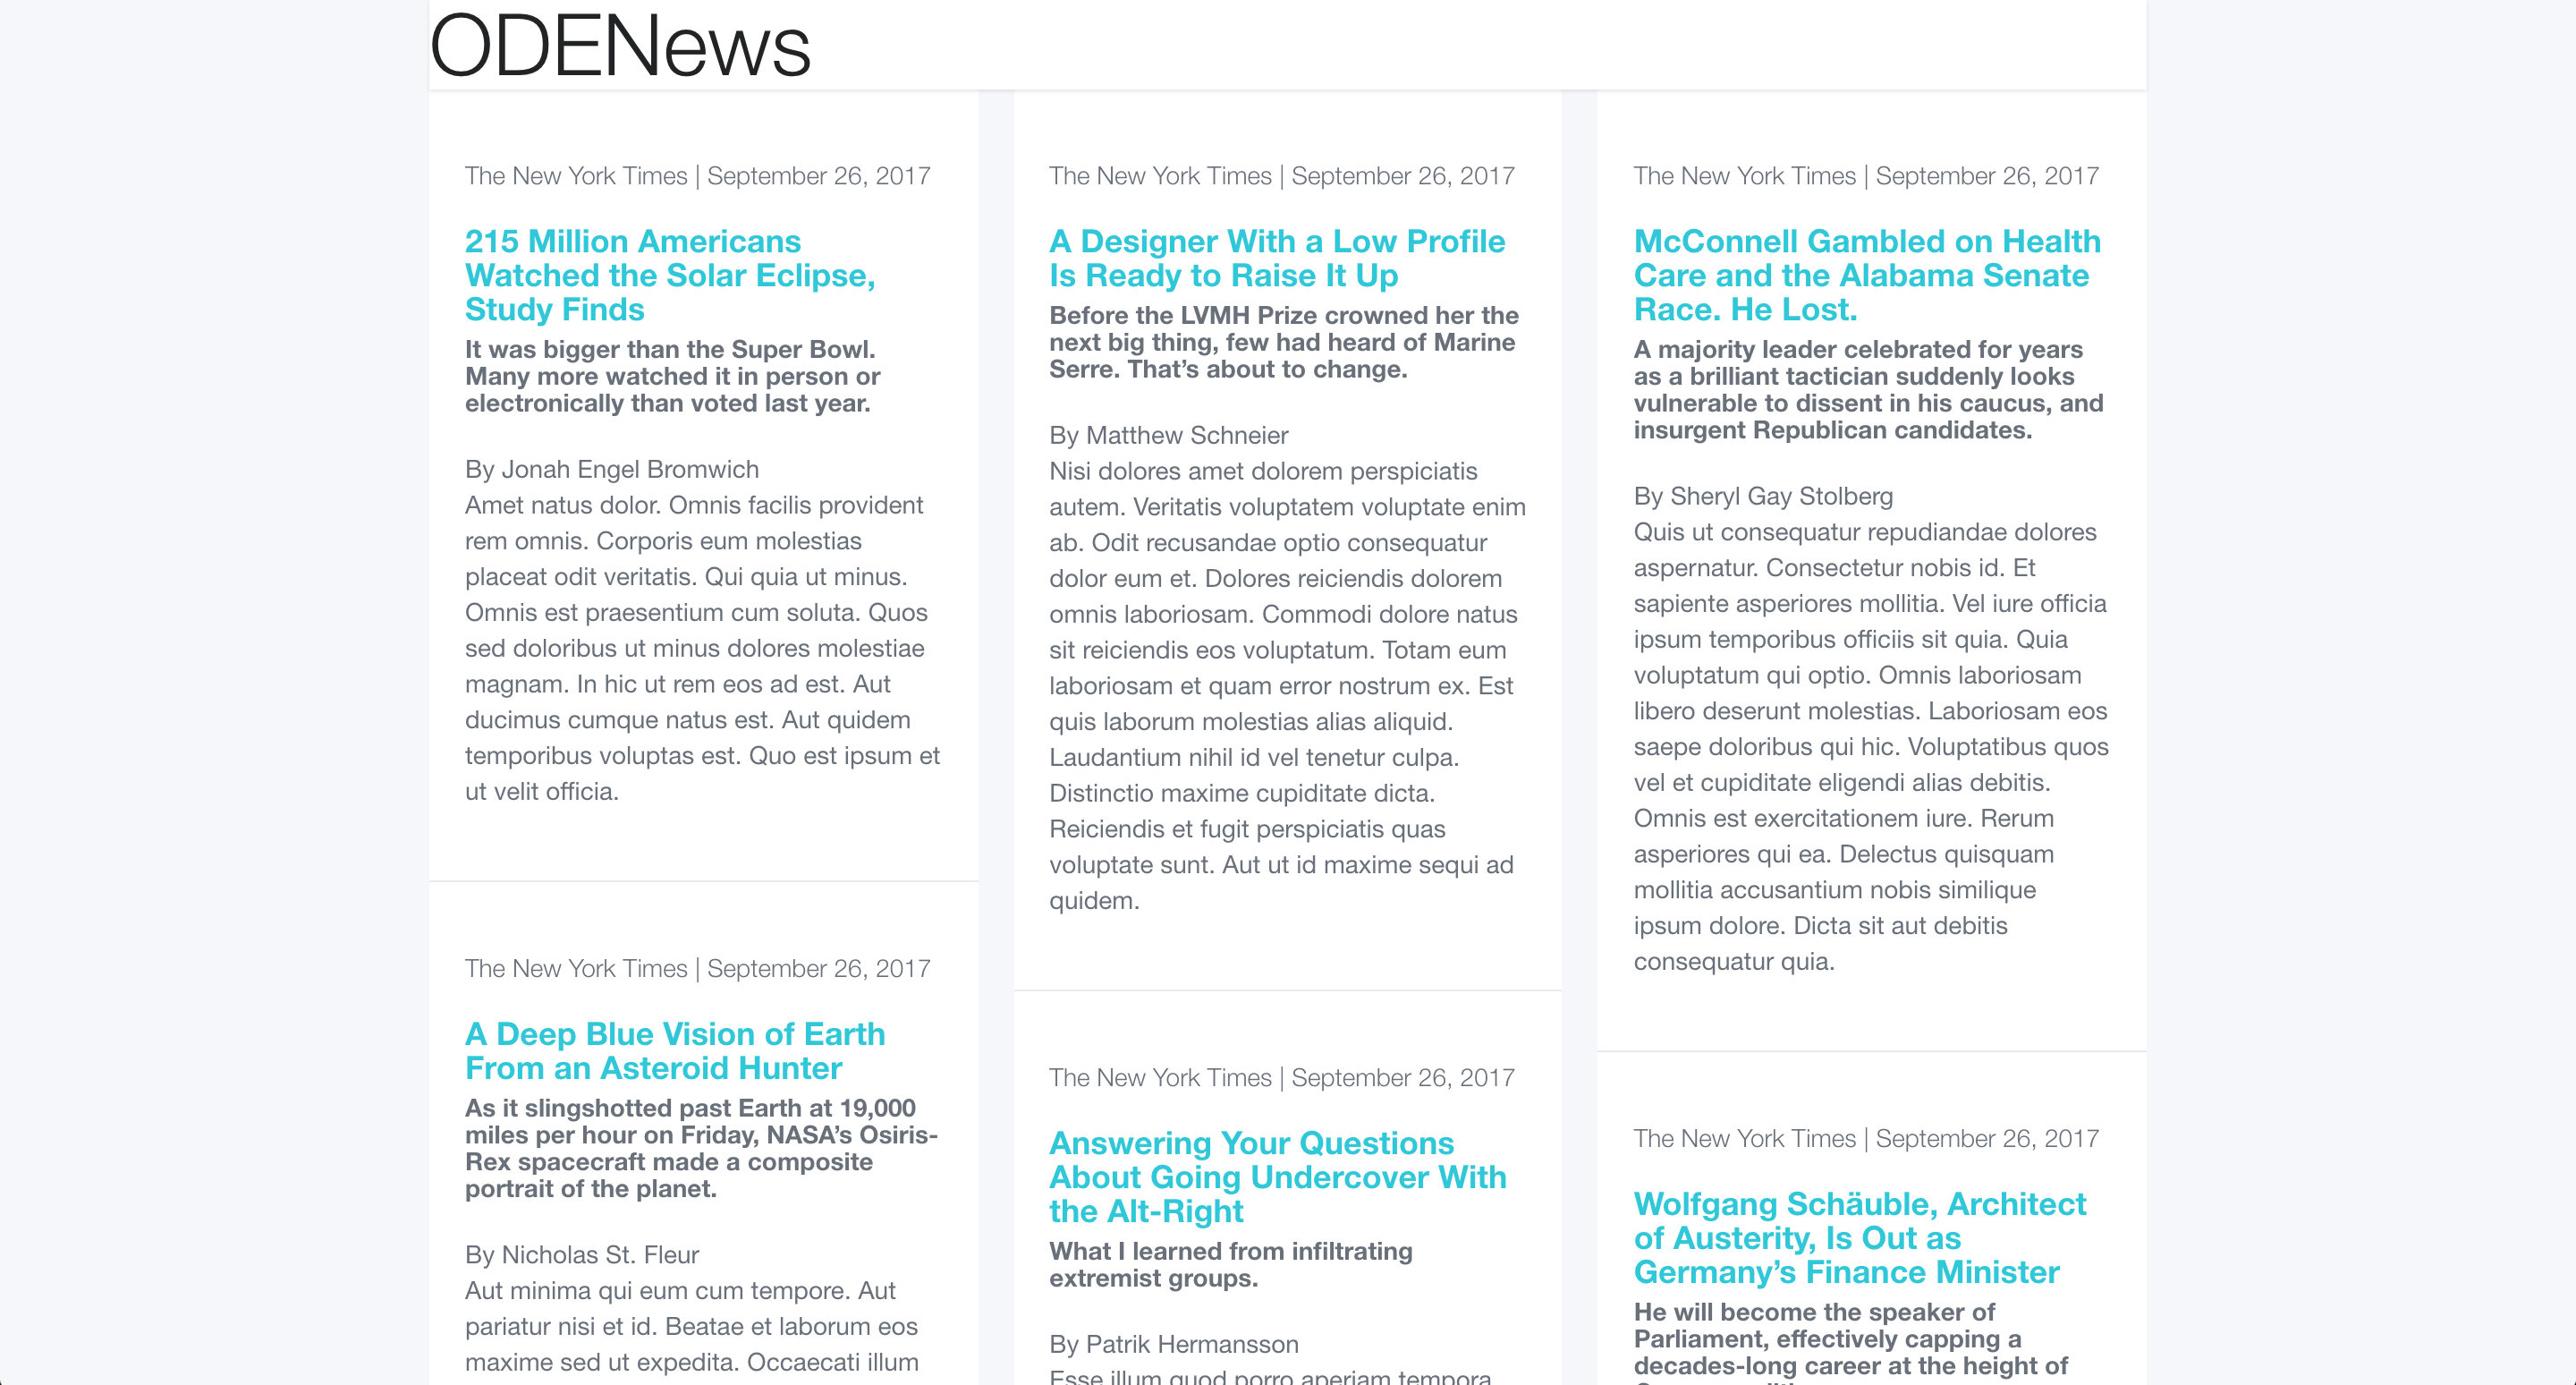 ODENews
The New York Times | September 26, 2017
215 Million Americans
Watched the Solar Eclipse,
Study Finds
It was bigger than the Super Bowl.
Many more watched it in person or
electronically than voted last year.
By Jonah Engel Bromwich
Amet natus dolor. Omnis facilis provident
rem omnis. Corporis eum molestias
placeat odit veritatis. Qui quia ut minus.
Omnis est praesentium cum soluta. Quos
sed doloribus ut minus dolores molestiae
magnam. In hic ut rem eos ad est. Aut
ducimus cumque natus est. Aut quidem
temporibus voluptas est. Quo est ipsum et
ut velit officia.
The New York Times | September 26, 2017
A Deep Blue Vision of Earth
From an Asteroid Hunter
As it slingshotted past Earth at 19,000
miles per hour on Friday, NASA’s Osiris-
Rex spacecraft made a composite
portrait of the planet.
By Nicholas St. Fleur
Aut minima qui eum cum tempore. Aut
pariatur nisi et id. Beatae et laborum eos
maxime sed ut expedita. Occaecati illum
The New York Times | September 26, 2017
A Designer With a Low Profile
Is Ready to Raise It Up
Before the LVMH Prize crowned her the
next big thing, few had heard of Marine
Serre. That’s about to change.
By Matthew Schneier
Nisi dolores amet dolorem perspiciatis
autem. Veritatis voluptatem voluptate enim
ab. Odit recusandae optio consequatur
dolor eum et. Dolores reiciendis dolorem
omnis laboriosam. Commodi dolore natus
sit reiciendis eos voluptatum. Totam eum
laboriosam et quam error nostrum ex. Est
quis laborum molestias alias aliquid.
Laudantium nihil id vel tenetur culpa.
Distinctio maxime cupiditate dicta.
Reiciendis et fugit perspiciatis quas
voluptate sunt. Aut ut id maxime sequi ad
quidem.
The New York Times | September 26, 2017
Answering Your Questions
About Going Undercover With
the Alt-Right
What I learned from infiltrating
extremist groups.
By Patrik Hermansson
Esse illum quod porro aperiam tempora
The New York Times | September 26, 2017
McConnell Gambled on Health
Care and the Alabama Senate
Race. He Lost.
A majority leader celebrated for years
as a brilliant tactician suddenly looks
vulnerable to dissent in his caucus, and
insurgent Republican candidates.
By Sheryl Gay Stolberg
Quis ut consequatur repudiandae dolores
aspernatur. Consectetur nobis id. Et
sapiente asperiores mollitia. Vel iure officia
ipsum temporibus officiis sit quia. Quia
voluptatum qui optio. Omnis laboriosam
libero deserunt molestias. Laboriosam eos
saepe doloribus qui hic. Voluptatibus quos
vel et cupiditate eligendi alias debitis.
Omnis est exercitationem iure. Rerum
asperiores qui ea. Delectus quisquam
mollitia accusantium nobis similique
ipsum dolore. Dicta sit aut debitis
consequatur quia.
The New York Times | September 26, 2017
Wolfgang Schäuble, Architect
of Austerity, Is Out as
Germany’s Finance Minister
He will become the speaker of
Parliament, effectively capping a
decades-long career at the height of